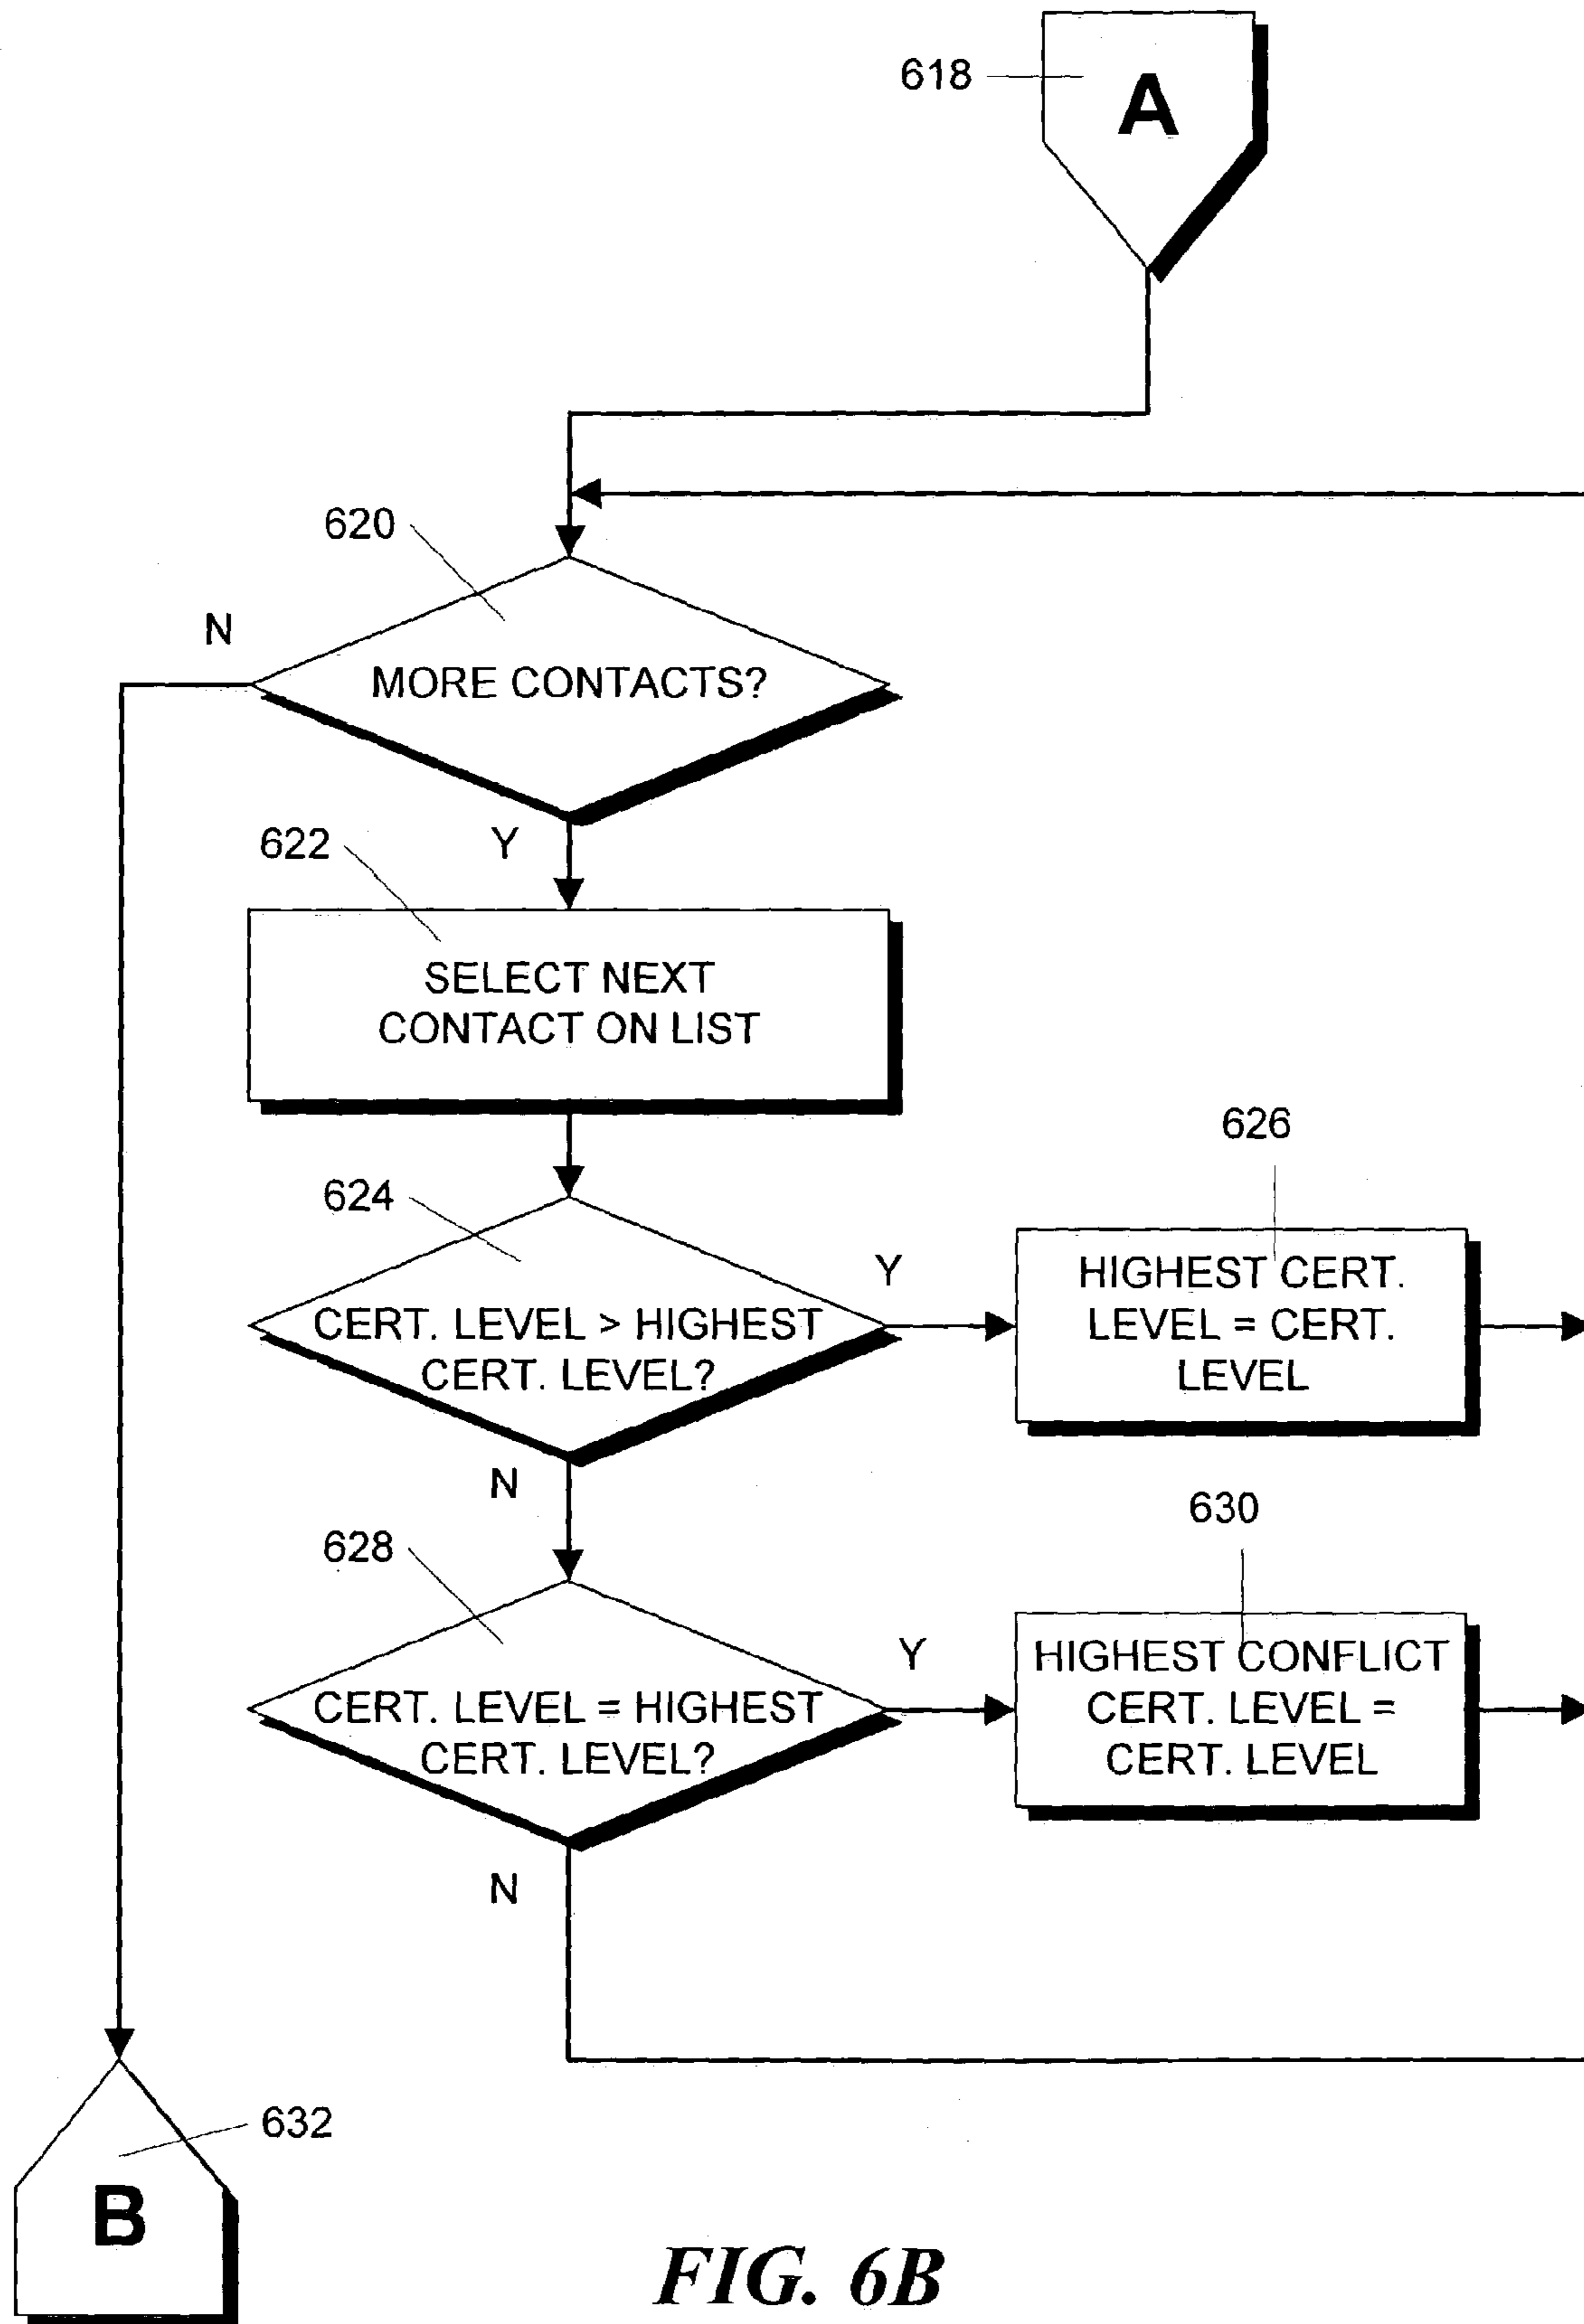 618
A
620
N
MORE CONTACTS?
Y
622
SELECT NEXT
CONTACT ON LIST
624
CERT. LEVEL > HIGHEST
CERT. LEVEL?
Y
N
626
HIGHEST CERT.
LEVEL = CERT.
LEVEL
628
CERT. LEVEL = HIGHEST
CERT. LEVEL?
Y
N
630
HIGHEST CONFLICT
CERT. LEVEL =
CERT. LEVEL
632
B
FIG. 6B